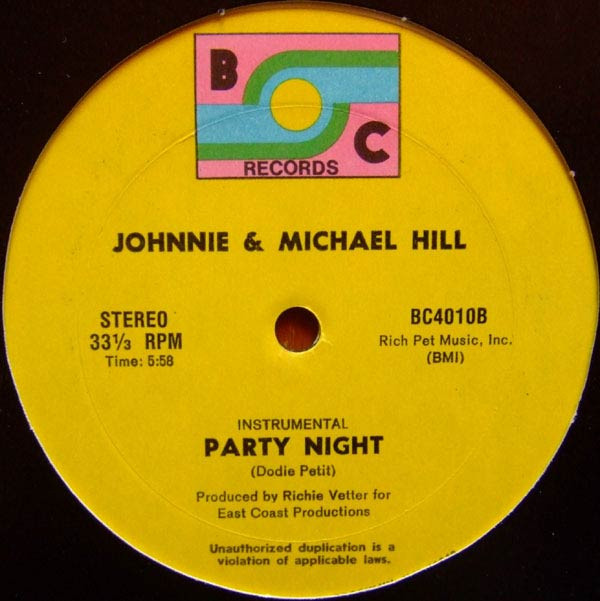 B
C
RECORDS
JOHNNIE & MICHAEL HILL
STEREO
33⅓ RPM
Time: 5:58
BC4010B
Rich Pet Music, Inc.
(BMI)
INSTRUMENTAL
PARTY NIGHT
(Dodie Petit)
Produced by Richie Vetter for
East Coast Productions
Unauthorized duplication is a
violation of applicable laws.